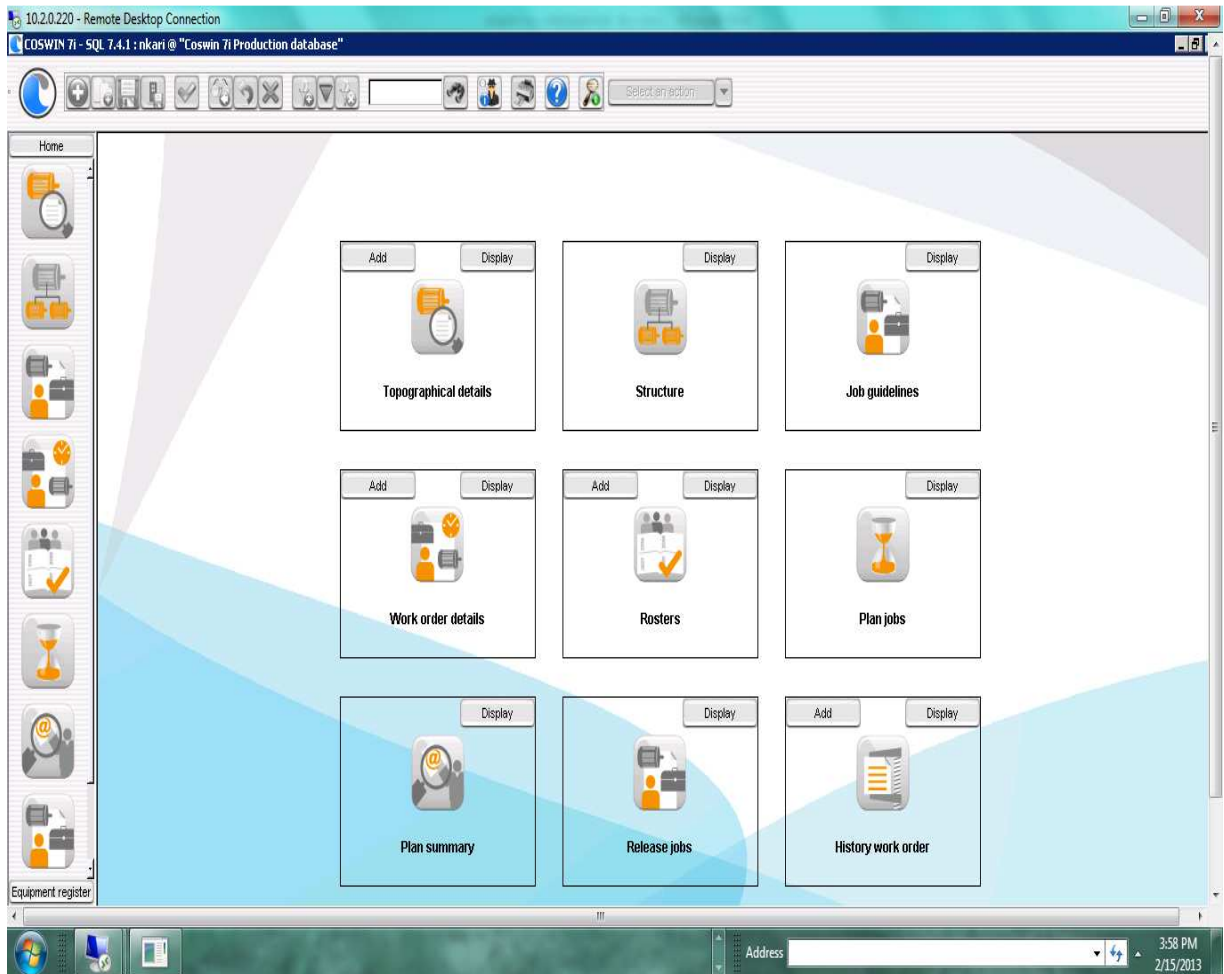 10.2.0.220 - Remote Desktop Connection
COSWIN 7i - SQL 7.4.1 : nkari @ "Coswin 7i Production database"
Select an action
Home
Add Display Display Display
Topographical details Structure Job guidelines
Add Display Add Display Display
Work order details Rosters Plan jobs
Display Display Add Display
Plan summary Release jobs History work order
Equipment register
Address
3:58 PM
2/15/2013